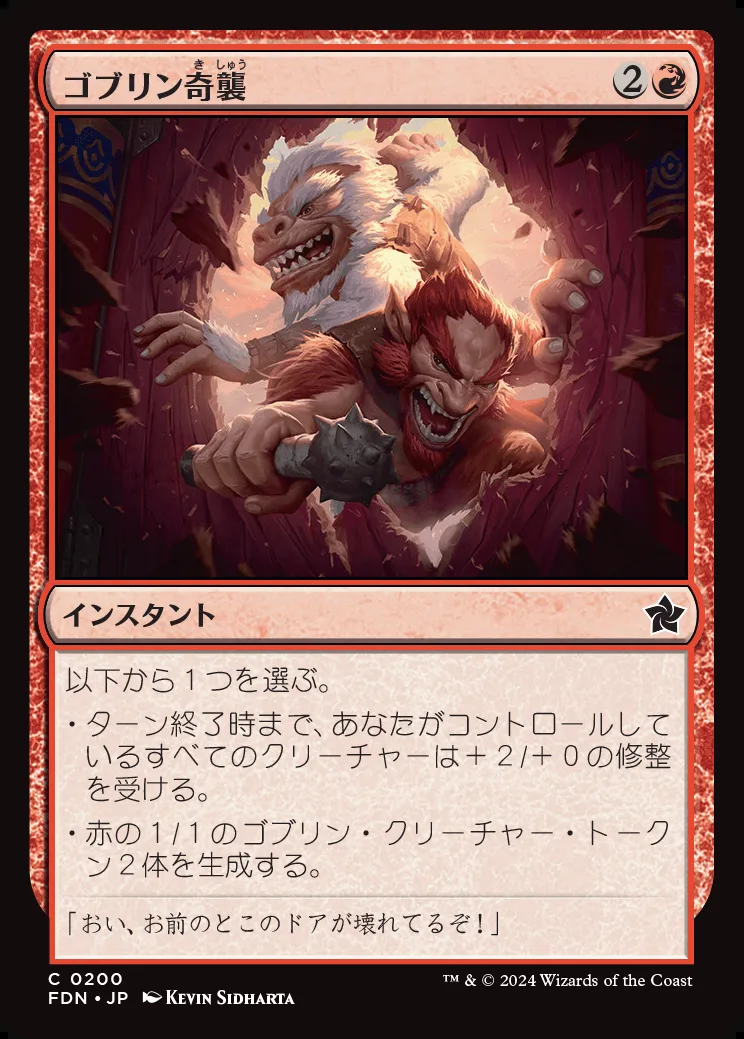 き しゅう
ゴブリン奇襲 2
インスタント
以下から1つを選ぶ。
・ターン終了時まで、あなたがコントロールして
いるすべてのクリーチャーは+2/+0の修整
を受ける。
・赤の1/1のゴブリン・クリーチャー・トーク
ン2体を生成する。
「おい、お前のとこのドアが壊れてるぞ!」
C 0200
FDN • JP Kevin Sidharta
™ & © 2024 Wizards of the Coast